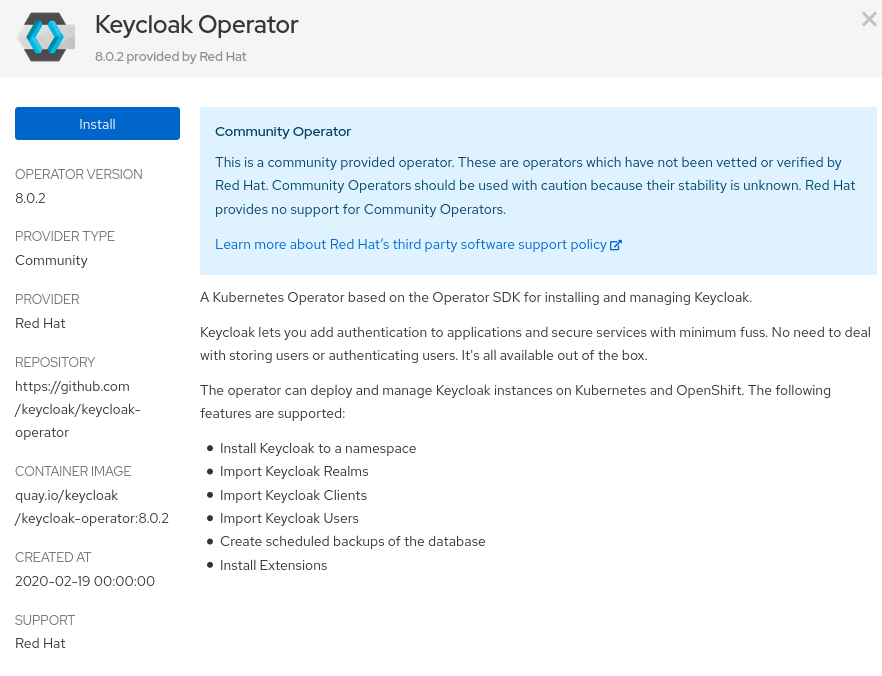 Keycloak Operator
8.0.2 provided by Red Hat
Install
OPERATOR VERSION
8.0.2
PROVIDER TYPE
Community
PROVIDER
Red Hat
REPOSITORY
https://github.com
/keycloak/keycloak-
operator
CONTAINER IMAGE
quay.io/keycloak
/keycloak-operator:8.0.2
CREATED AT
2020-02-19 00:00:00
SUPPORT
Red Hat
Community Operator
This is a community provided operator. These are operators which have not been vetted or verified by
Red Hat. Community Operators should be used with caution because their stability is unknown. Red Hat
provides no support for Community Operators.
Learn more about Red Hat’s third party software support policy
A Kubernetes Operator based on the Operator SDK for installing and managing Keycloak.
Keycloak lets you add authentication to applications and secure services with minimum fuss. No need to deal
with storing users or authenticating users. It's all available out of the box.
The operator can deploy and manage Keycloak instances on Kubernetes and OpenShift. The following
features are supported:
• Install Keycloak to a namespace
• Import Keycloak Realms
• Import Keycloak Clients
• Import Keycloak Users
• Create scheduled backups of the database
• Install Extensions